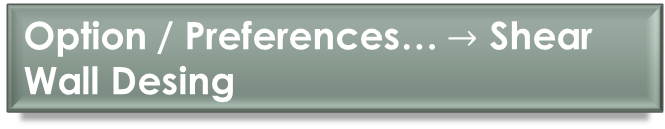 Option / Preferences… → Shear
Wall Desing